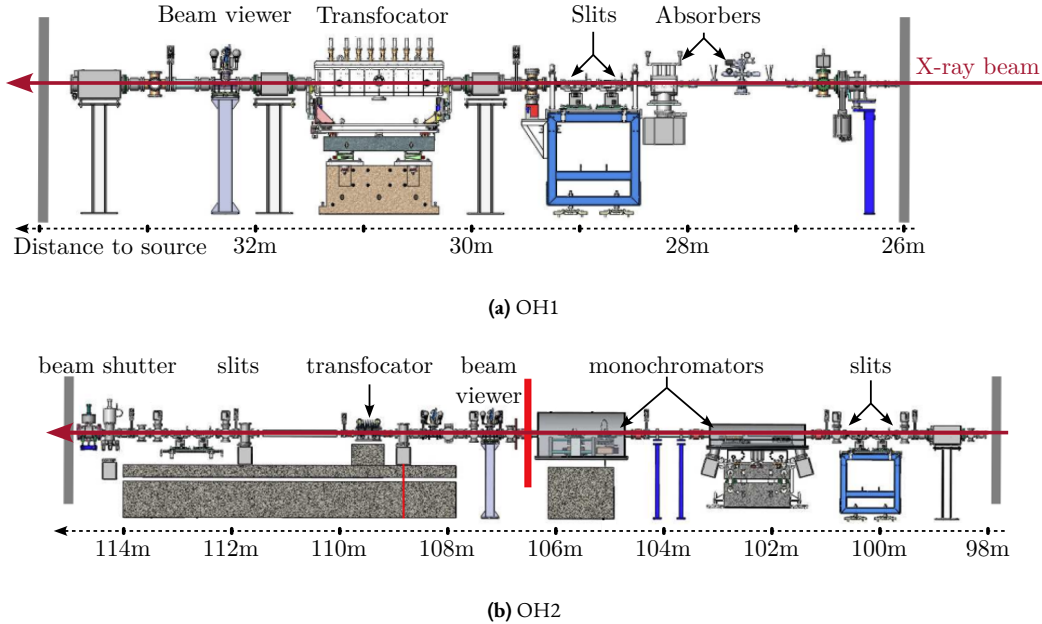 Beam viewer Transfocator Slits Absorbers
X-ray beam
Distance to source 32m 30m 28m 26m
(a) OH1
beam shutter slits transfocator beam viewer monochromators slits
114m 112m 110m 108m 106m 104m 102m 100m 98m
(b) OH2